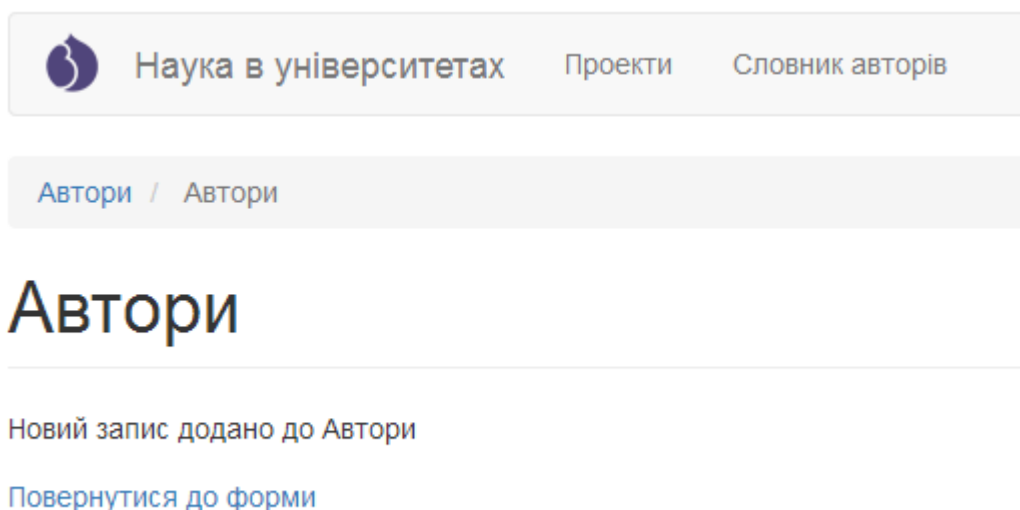 Наука в університетах Проекти Словник авторів
Автори / Автори
Автори
Новий запис додано до Автори
Повернутися до форми